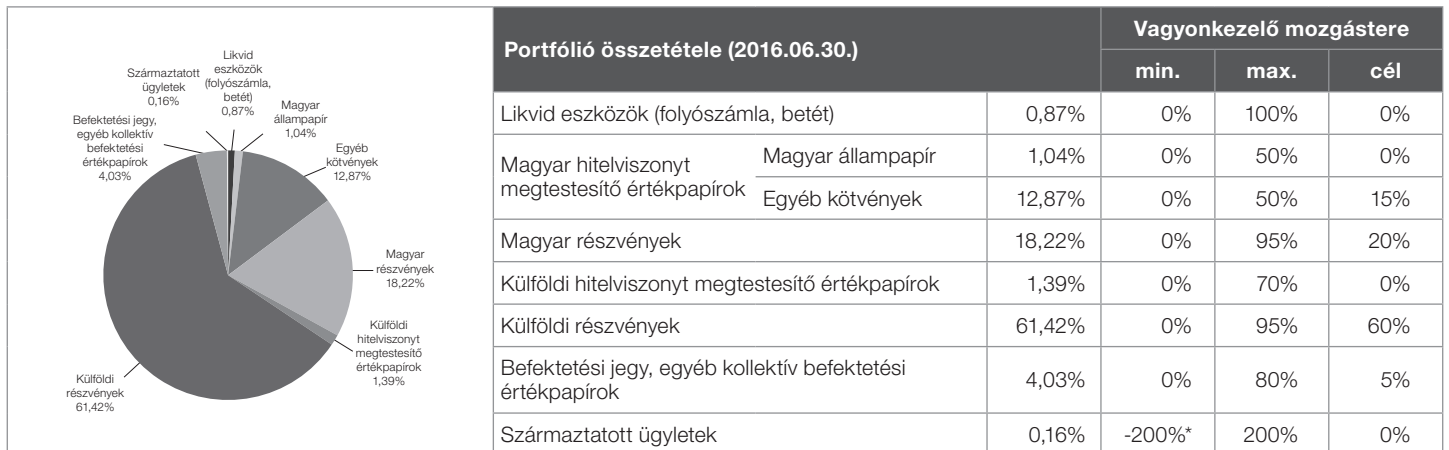 Likvid
eszközök
(folyószámla,
betét)
0,87%
Származtatott
ügyletek
0,16%
Magyar
állampapír
1,04%
Befektetési jegy,
egyéb kollektív
befektetési
értékpapírok
4,03%
Egyéb
kötvények
12,87%
Magyar
részvények
18,22%
Külföldi
hitelviszonyt
megtestesítő
értékpapírok
1,39%
Külföldi
részvények
61,42%
Portfólió összetétele (2016.06.30.) Vagyonkezelő mozgástere
min. max. cél
Likvid eszközök (folyószámla, betét) 0,87% 0% 100% 0%
Magyar hitelviszonyt
megtestesítő értékpapírok
Magyar állampapír 1,04% 0% 50% 0%
Egyéb kötvények 12,87% 0% 50% 15%
Magyar részvények 18,22% 0% 95% 20%
Külföldi hitelviszonyt megtestesítő értékpapírok 1,39% 0% 70% 0%
Külföldi részvények 61,42% 0% 95% 60%
Befektetési jegy, egyéb kollektív befektetési
értékpapírok 4,03% 0% 80% 5%
Származtatott ügyletek 0,16% -200%* 200% 0%